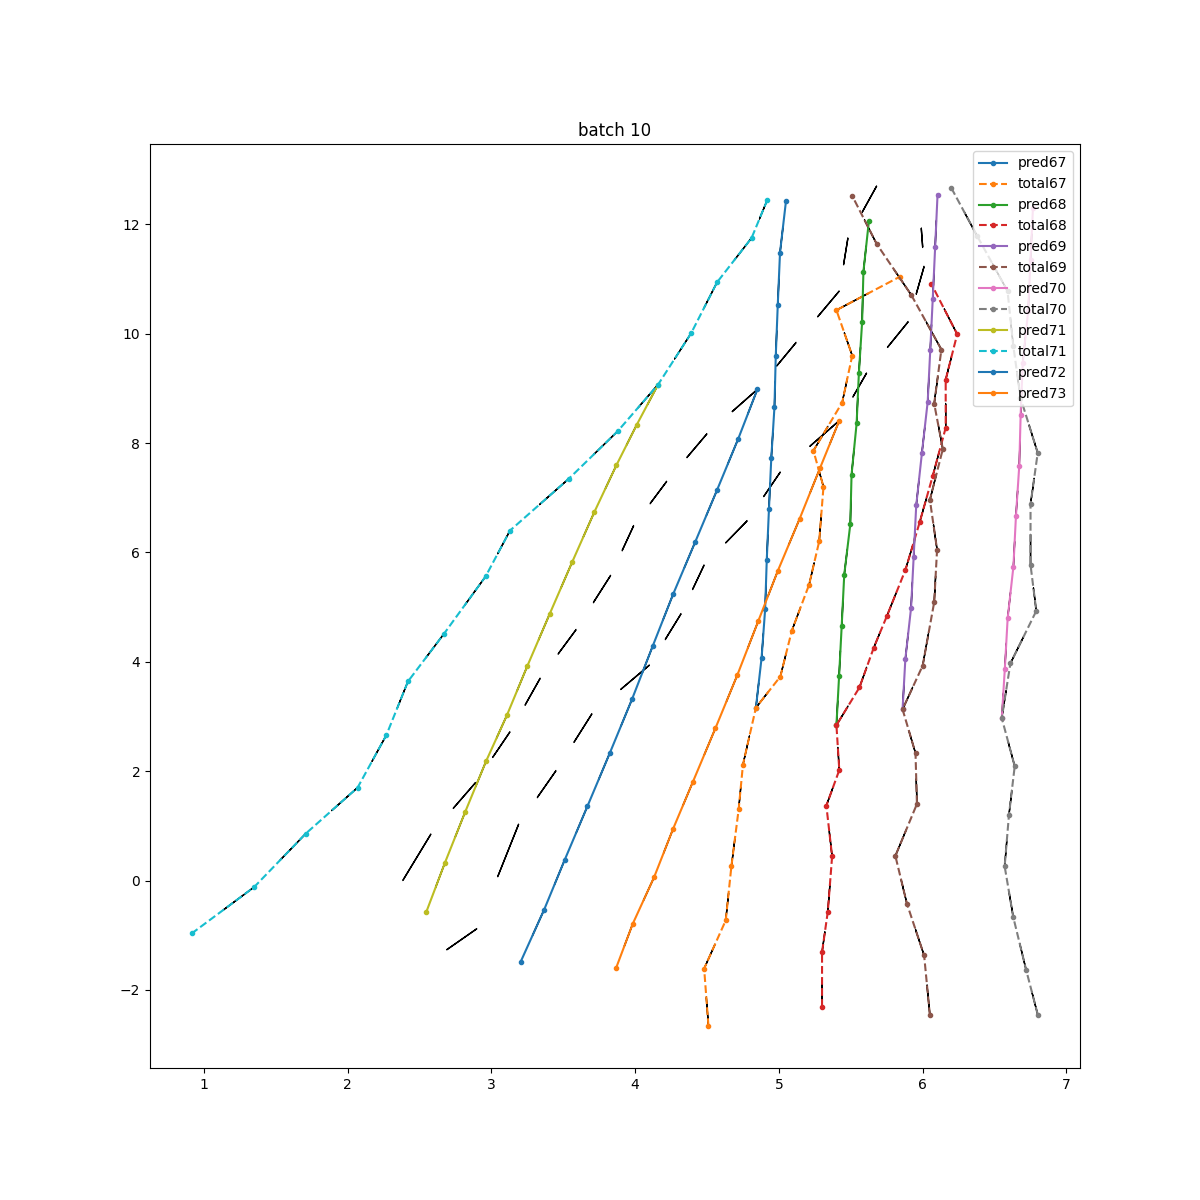 batch 10
pred67
total67
pred68
total68
pred69
total69
pred70
total70
pred71
total71
pred72
pred73
12
10
8
6
4
2
0
−2
1 2 3 4 5 6 7